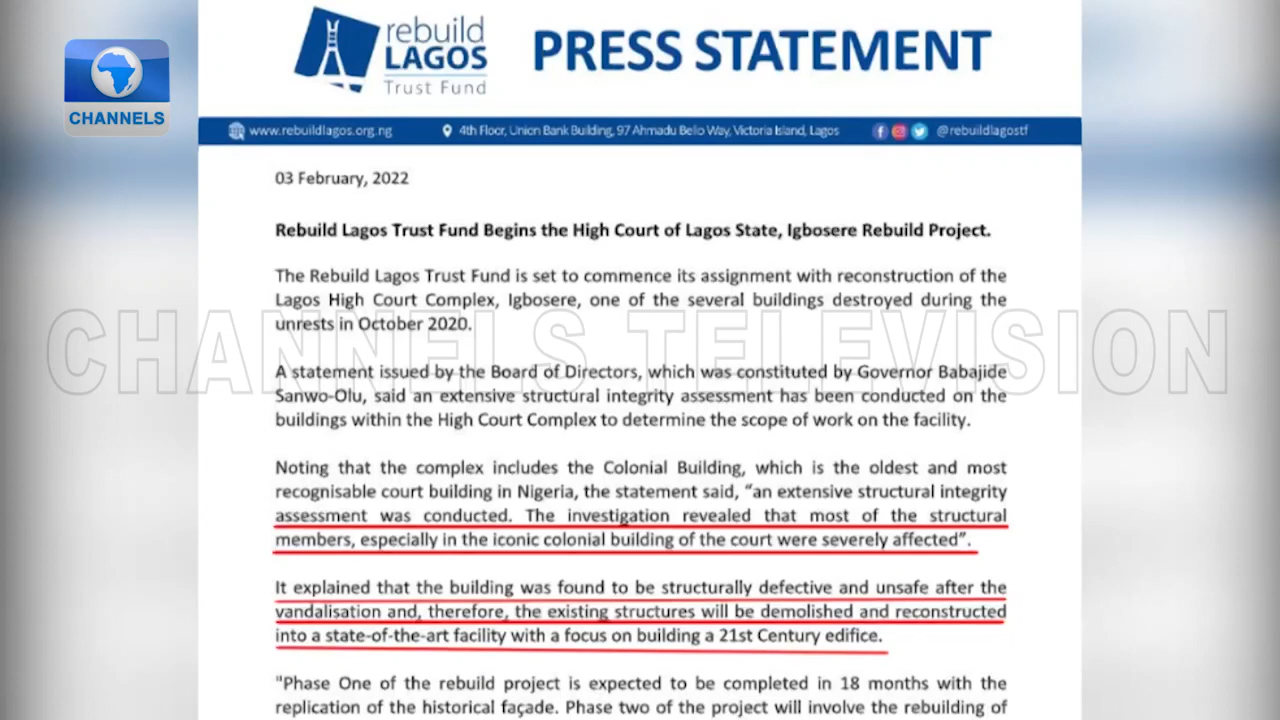 rebuild
LAGOS
Trust Fund
PRESS STATEMENT
CHANNELS
www.rebuildlagos.org.ng
4th Floor, Union Bank Building, 97 Ahmadu Bello Way, Victoria Island, Lagos
@rebuildlagostf
03 February, 2022
Rebuild Lagos Trust Fund Begins the High Court of Lagos State, Igbosere Rebuild Project.
The Rebuild Lagos Trust Fund is set to commence its assignment with reconstruction of the
Lagos High Court Complex, Igbosere, one of the several buildings destroyed during the
unrests in October 2020.
CHANNELS TELEVISION
A statement issued by the Board of Directors, which was constituted by Governor Babajide
Sanwo-Olu, said an extensive structural integrity assessment has been conducted on the
buildings within the High Court Complex to determine the scope of work on the facility.
Noting that the complex includes the Colonial Building, which is the oldest and most
recognisable court building in Nigeria, the statement said, “an extensive structural integrity
assessment was conducted. The investigation revealed that most of the structural
members, especially in the iconic colonial building of the court were severely affected”.
It explained that the building was found to be structurally defective and unsafe after the
vandalisation and, therefore, the existing structures will be demolished and reconstructed
into a state-of-the-art facility with a focus on building a 21st Century edifice.
"Phase One of the rebuild project is expected to be completed in 18 months with the
replication of the historical façade. Phase two of the project will involve the rebuilding of